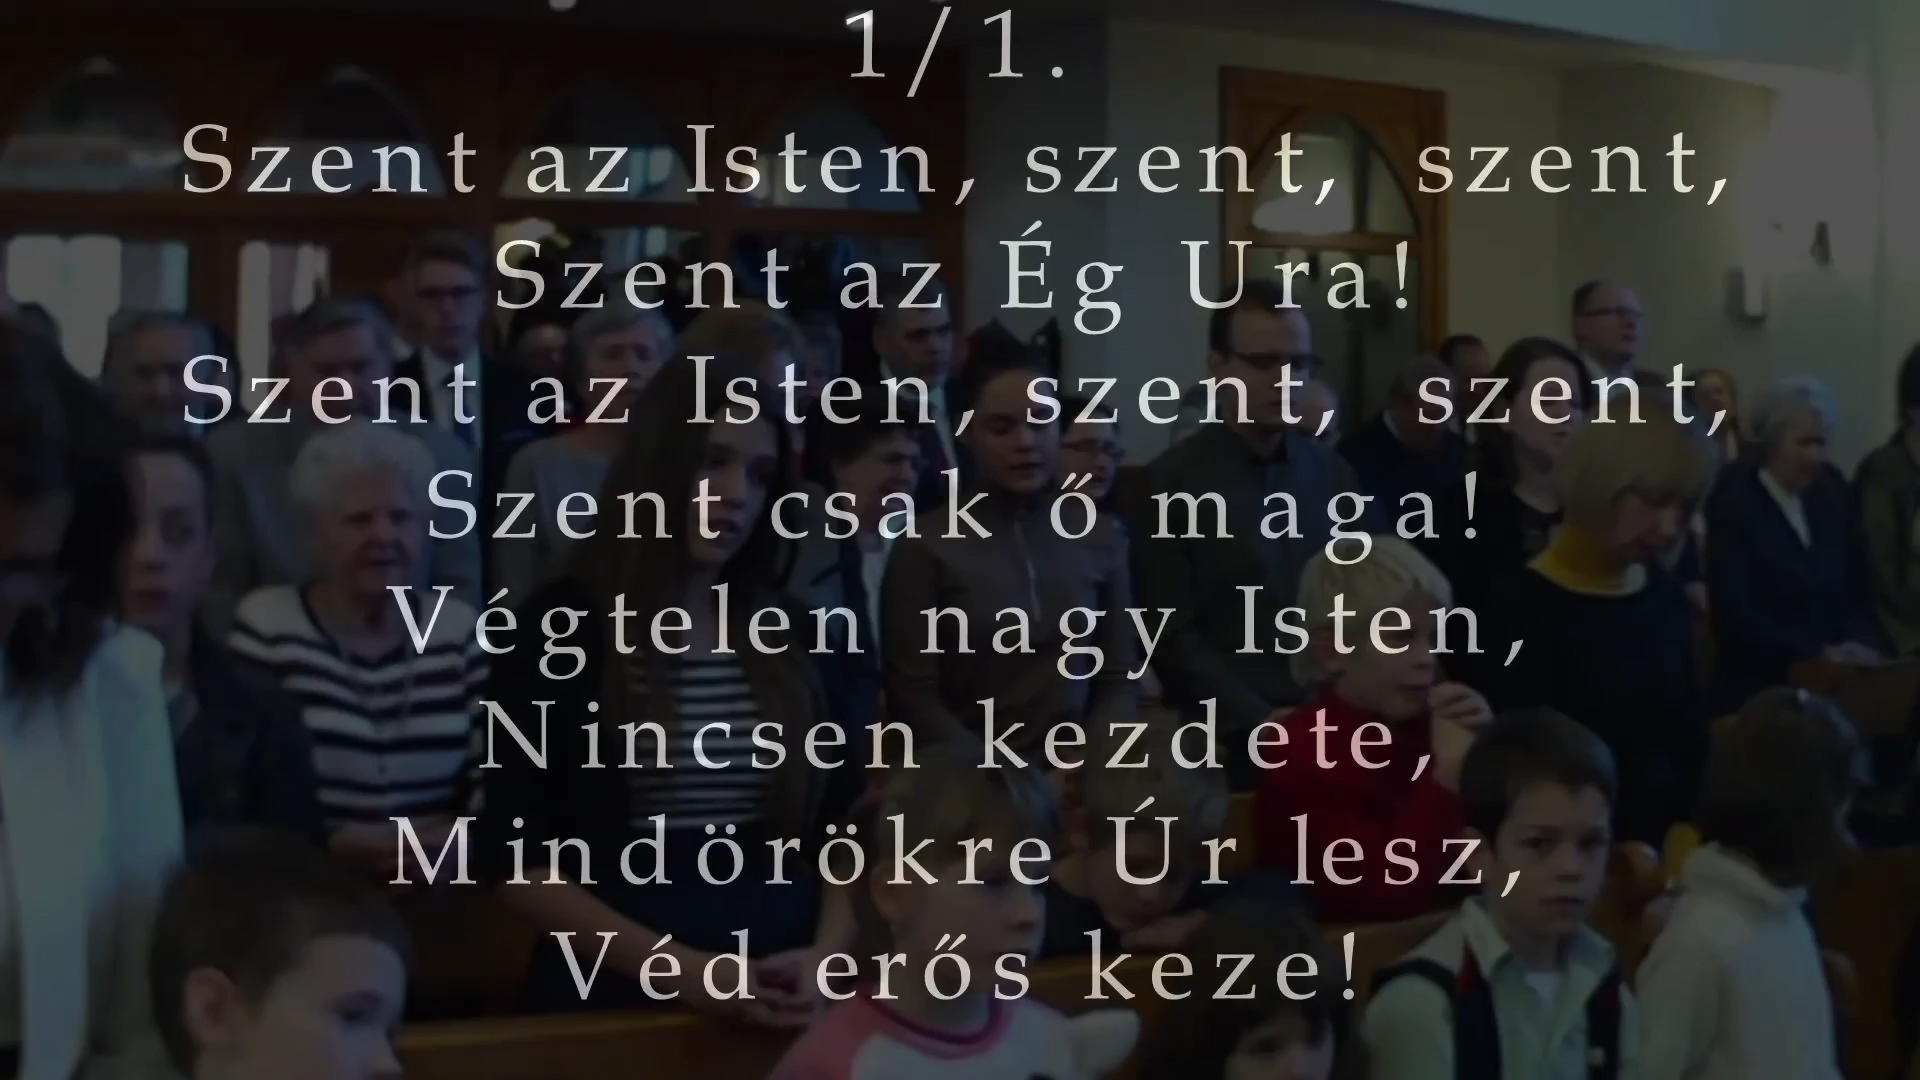 1/1.
Szent az Isten, szent, szent,
Szent az Ég Ura!
Szent az Isten, szent, szent,
Szent csak ő maga!
Végtelen nagy Isten,
Nincsen kezdete,
Mindörökre Úr lesz,
Véd erős keze!